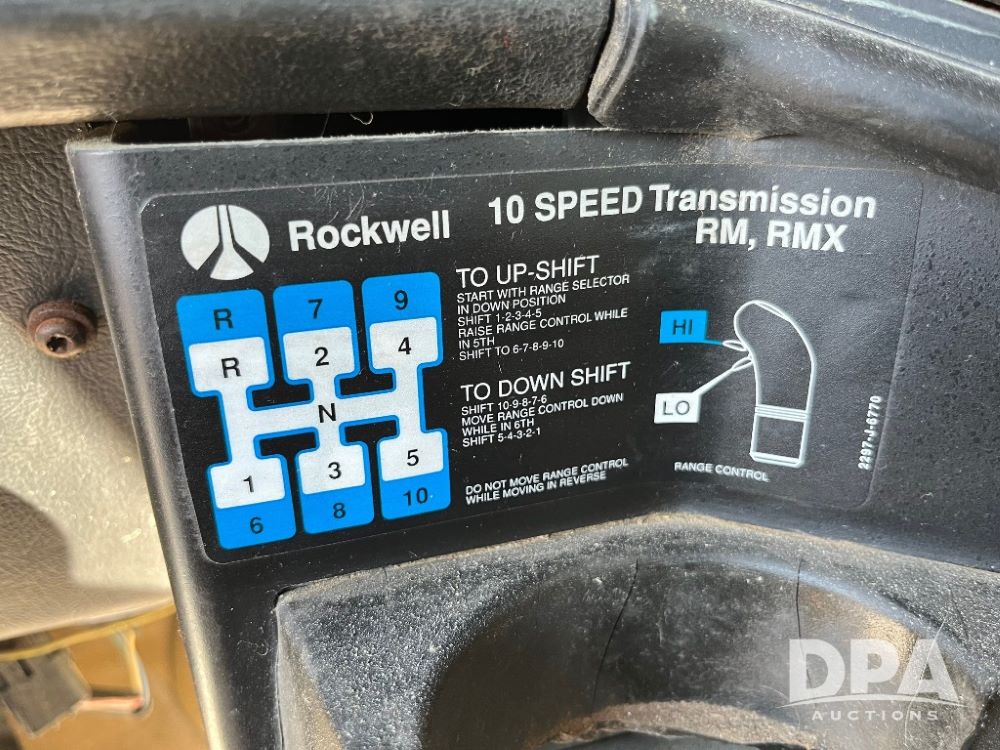 Rockwell
10 SPEED Transmission
RM, RMX
R 7 9
R 2 4
N
1 3 5
6 8 10
TO UP-SHIFT
START WITH RANGE SELECTOR
IN DOWN POSITION
SHIFT 1-2-3-4-5
RAISE RANGE CONTROL WHILE
IN 5TH
SHIFT TO 6-7-8-9-10
TO DOWN SHIFT
SHIFT 10-9-8-7-6
MOVE RANGE CONTROL DOWN
WHILE IN 6TH
SHIFT 5-4-3-2-1
DO NOT MOVE RANGE CONTROL
WHILE MOVING IN REVERSE
HI
LO
RANGE CONTROL
2297-J-6770
DPA
AUCTIONS